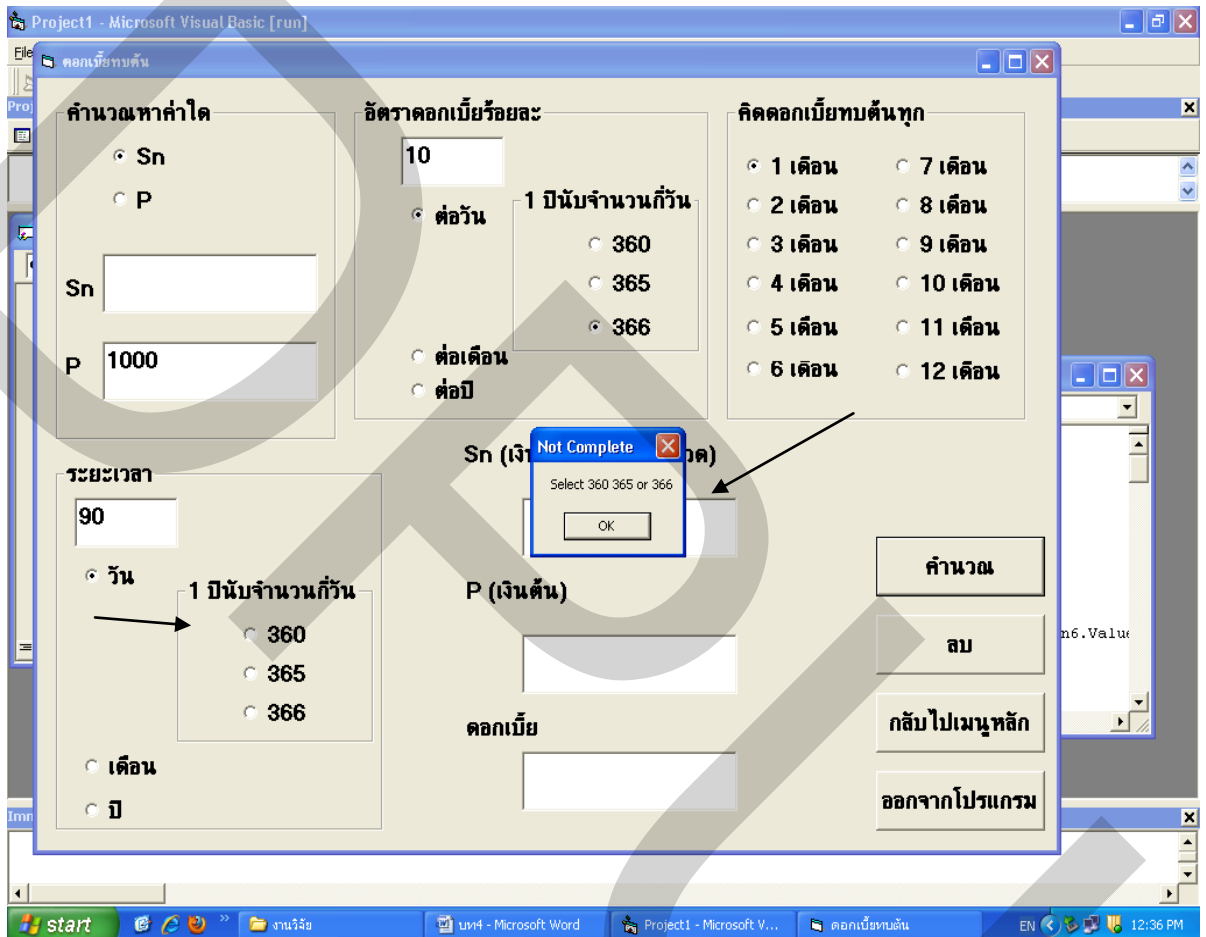 Project1 - Microsoft Visual Basic [run]
File
ดอกเบี้ยทบต้น
คำนวณหาค่าใด
Sn
P
Sn
P 1000
อัตราดอกเบี้ยร้อยละ
10
ต่อวัน
1 ปีนับจำนวนกี่วัน
360
365
366
ต่อเดือน
ต่อปี
คิดดอกเบี้ยทบต้นทุก
1 เดือน
7 เดือน
2 เดือน
8 เดือน
3 เดือน
9 เดือน
4 เดือน
10 เดือน
5 เดือน
11 เดือน
6 เดือน
12 เดือน
ระยะเวลา
90
วัน
1 ปีนับจำนวนกี่วัน
360
365
366
เดือน
ปี
Sn
Not Complete
Select 360 365 or 366
OK
P (เงินต้น)
ดอกเบี้ย
คำนวณ
ลบ
กลับไปเมนูหลัก
ออกจากโปรแกรม
n6.Value
start
งานวิจัย
บท4 - Microsoft Word
Project1 - Microsoft V...
ดอกเบี้ยทบต้น
EN
12:36 PM